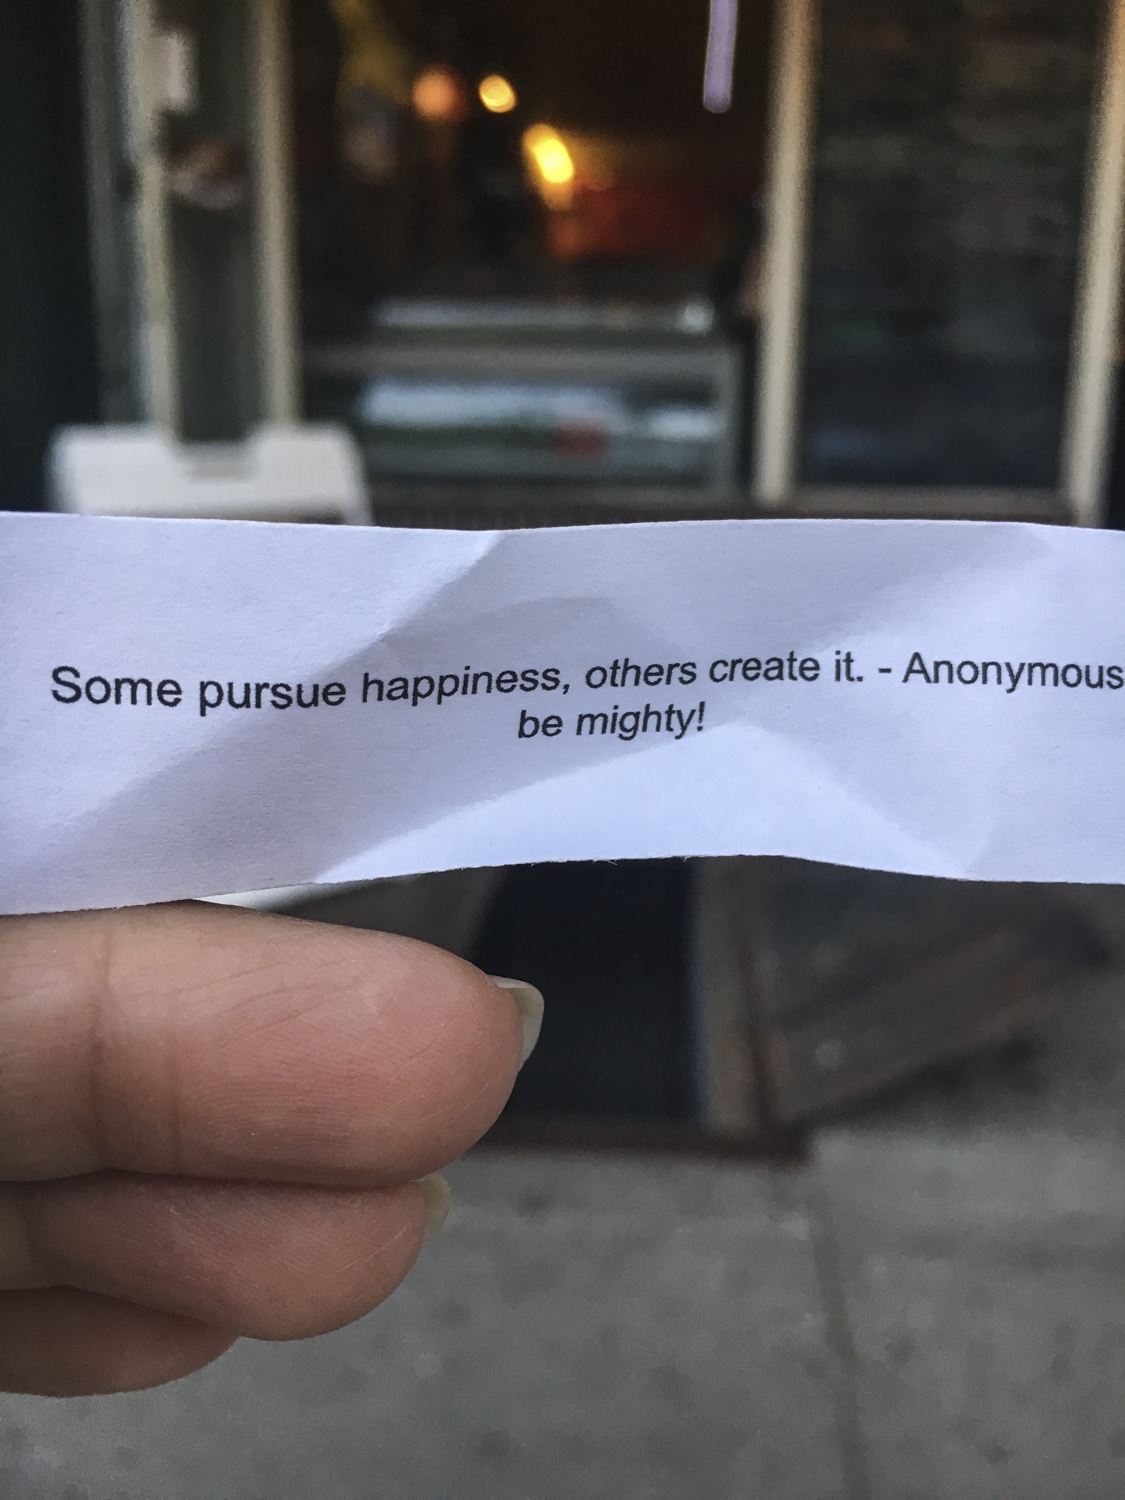 Some pursue happiness, others create it. - Anonymous
be mighty!